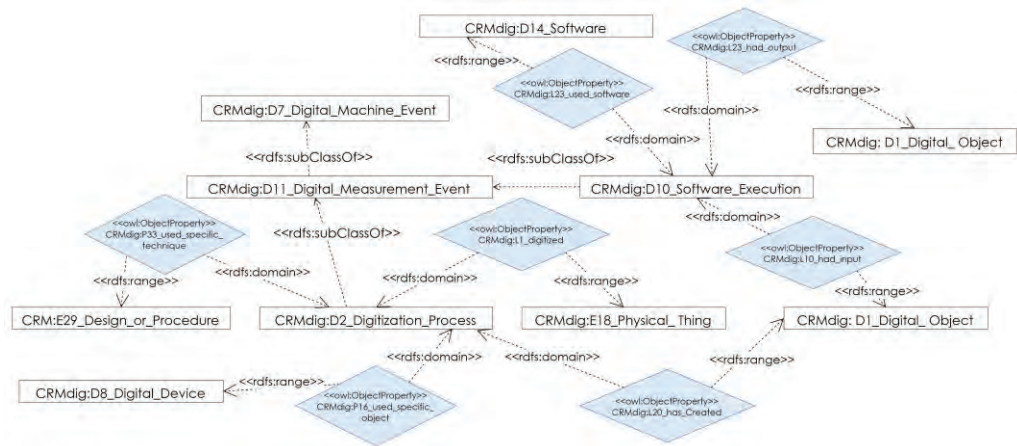 CRMdig:D14_Software
<<owl:ObjectProperty>>
CRMdig:L23_had_output
<<rdfs:range>>
<<owl:ObjectProperty>>
CRMdig:L23_used_software
<<rdfs:range>>
CRMdig:D7_Digital_Machine_Event
<<rdfs:domain>>
<<rdfs:domain>>
CRMdig: D1_Digital_ Object
<<rdfs:subClassOf>>
<<rdfs:subClassOf>>
CRMdig:D11_Digital_Measurement_Event
CRMdig:D10_Software_Execution
<<owl:ObjectProperty>>
CRMdig:P33_used_specific_
technique
<<rdfs:subClassOf>>
<<owl:ObjectProperty>>
CRMdig:L1_digitized
<<rdfs:domain>>
<<owl:ObjectProperty>>
CRMdig:L10_had_input
<<rdfs:range>>
<<rdfs:domain>>
<<rdfs:domain>>
<<rdfs:range>>
<<rdfs:range>>
CRM:E29_Design_or_Procedure
CRMdig:D2_Digitization_Process
CRMdig:E18_Physical_ Thing
CRMdig: D1_Digital_ Object
<<rdfs:domain>>
<<rdfs:domain>>
<<rdfs:range>>
CRMdig:D8_Digital_Device
<<rdfs:range>>
<<owl:ObjectProperty>>
CRMdig:P16_used_specific_
object
<<owl:ObjectProperty>>
CRMdig:L20_has_Created